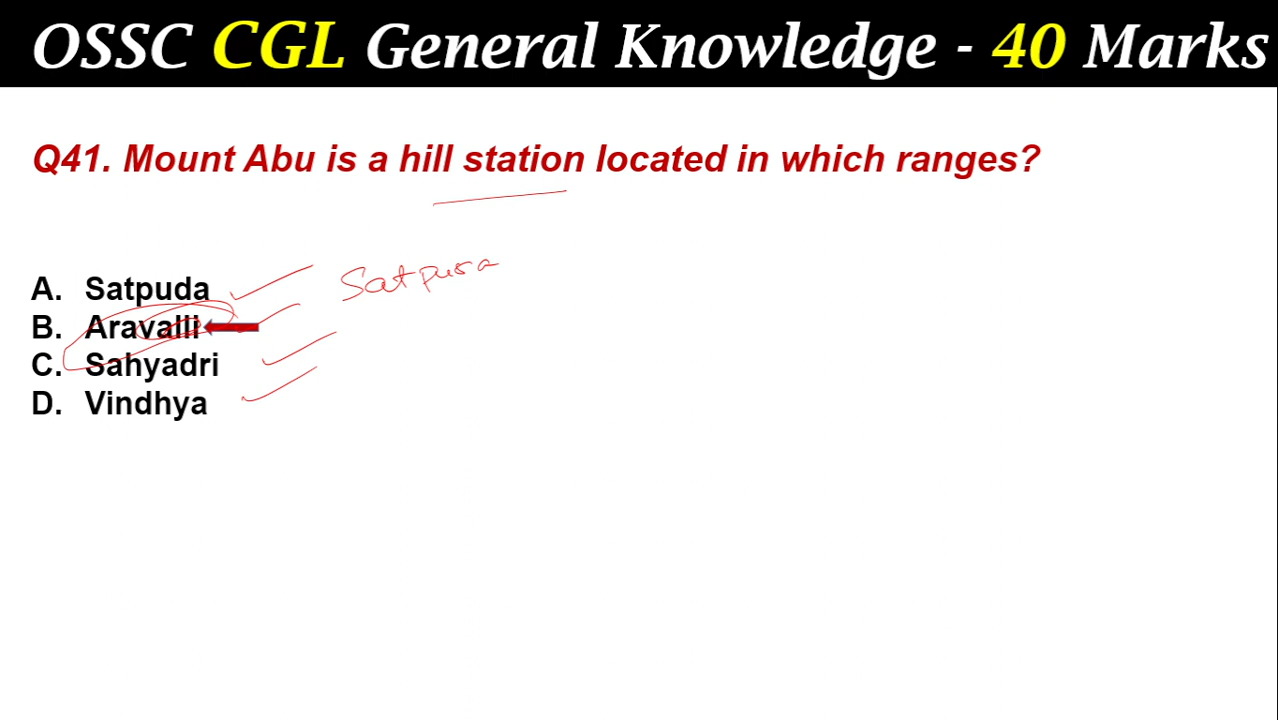 OSSC CGL General Knowledge - 40 Marks
Q41. Mount Abu is a hill station located in which ranges?
A. Satpuda
Satpura
B. Aravalli
C. Sahyadri
D. Vindhya